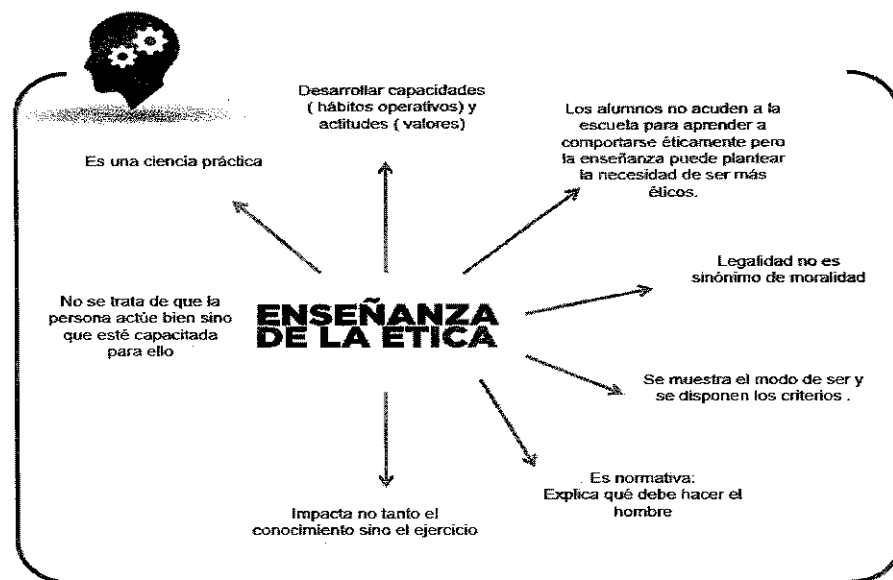 Desarrollar capacidades
( hábitos operativos) y
actitudes ( valores)
Los alumnos no acuden a la
escuela para aprender a
comportarse éticamente pero
la enseñanza puede plantear
la necesidad de ser más
éticos.
Es una ciencia práctica
Legalidad no es
sinónimo de moralidad
No se trata de que la
persona actúe bien sino
que esté capacitada
para ello
ENSEÑANZA
DE LA ETICA
Se muestra el modo de ser y
se disponen los criterios .
Es normativa:
Explica qué debe hacer el
hombre
Impacta no tanto el
conocimiento sino el ejercicio